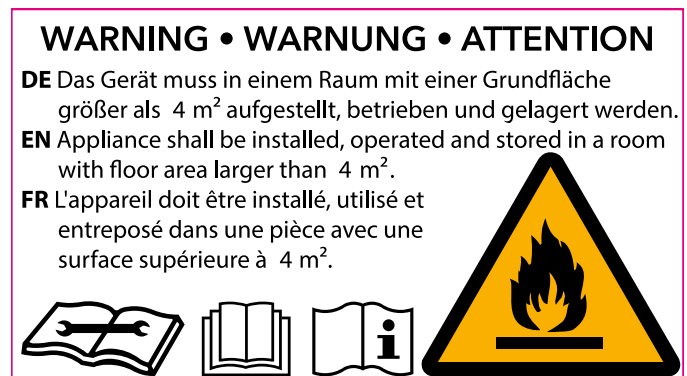 WARNING • WARNUNG • ATTENTION
DE Das Gerät muss in einem Raum mit einer Grundfläche
größer als 4 m² aufgestellt, betrieben und gelagert werden.
EN Appliance shall be installed, operated and stored in a room
with floor area larger than 4 m².
FR L'appareil doit être installé, utilisé et
entreposé dans une pièce avec une
surface supérieure à 4 m².
i